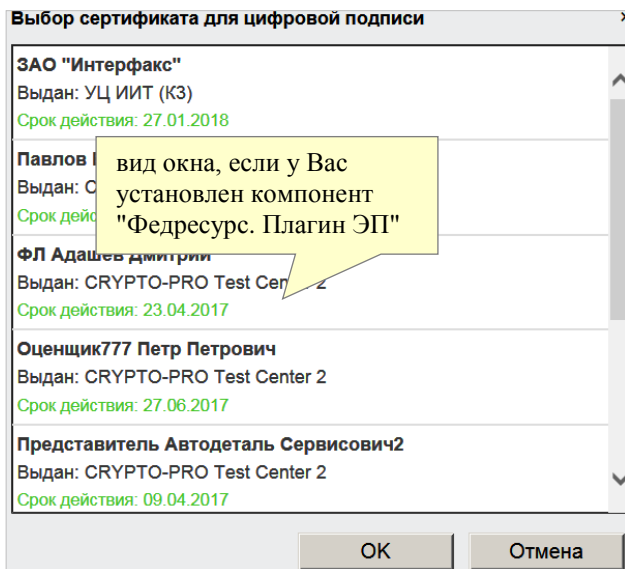 Выбор сертификата для цифровой подписи
ЗАО "Интерфакс"
Выдан: УЦ ИИТ (К3)
Срок действия: 27.01.2018
Павлов
Выдан:
Срок
вид окна, если у Вас
установлен компонент
"Федресурс. Плагин ЭП"
ФЛ Адашев Дмитрий
Выдан: CRYPTO-PRO Test Center 2
Срок действия: 23.04.2017
Оценщик777 Петр Петрович
Выдан: CRYPTO-PRO Test Center 2
Срок действия: 27.06.2017
Представитель Автодеталь Сервисович2
Выдан: CRYPTO-PRO Test Center 2
Срок действия: 09.04.2017
OK
Отмена